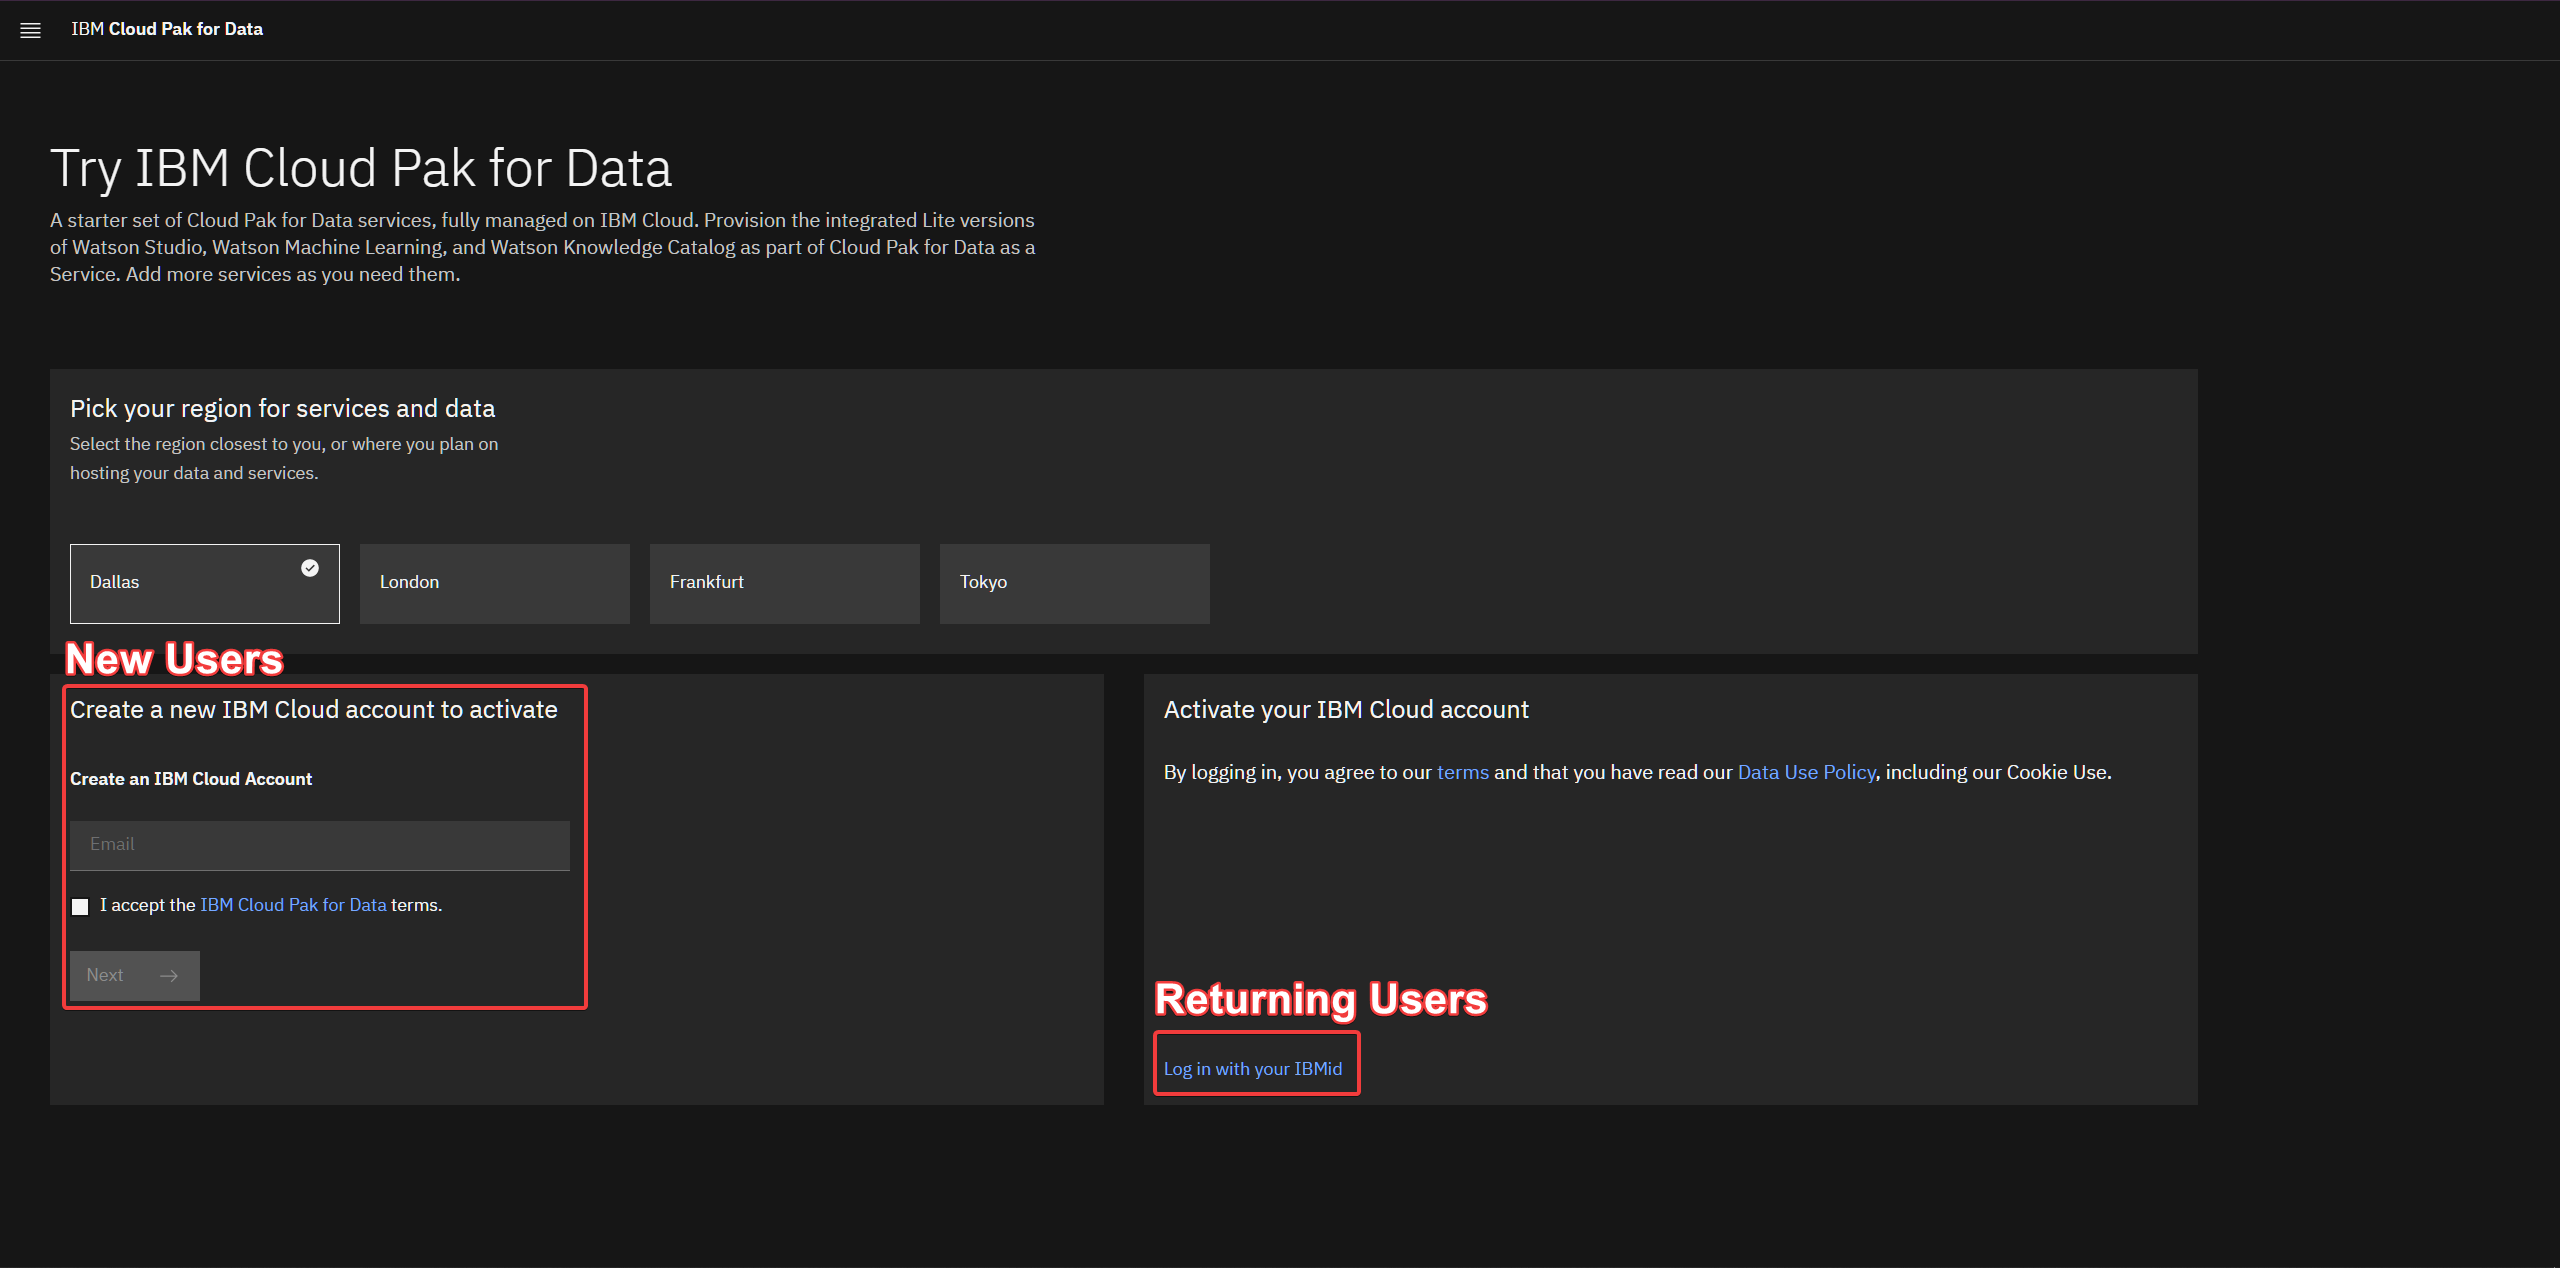 IBM Cloud Pak for Data
Try IBM Cloud Pak for Data
A starter set of Cloud Pak for Data services, fully managed on IBM Cloud. Provision the integrated Lite versions
of Watson Studio, Watson Machine Learning, and Watson Knowledge Catalog as part of Cloud Pak for Data as a
Service. Add more services as you need them.
Pick your region for services and data
Select the region closest to you, or where you plan on
hosting your data and services.
Dallas
London
Frankfurt
Tokyo
New Users
Create a new IBM Cloud account to activate
Create an IBM Cloud Account
Email
I accept the IBM Cloud Pak for Data terms.
Next
Activate your IBM Cloud account
By logging in, you agree to our terms and that you have read our Data Use Policy, including our Cookie Use.
Returning Users
Log in with your IBMid